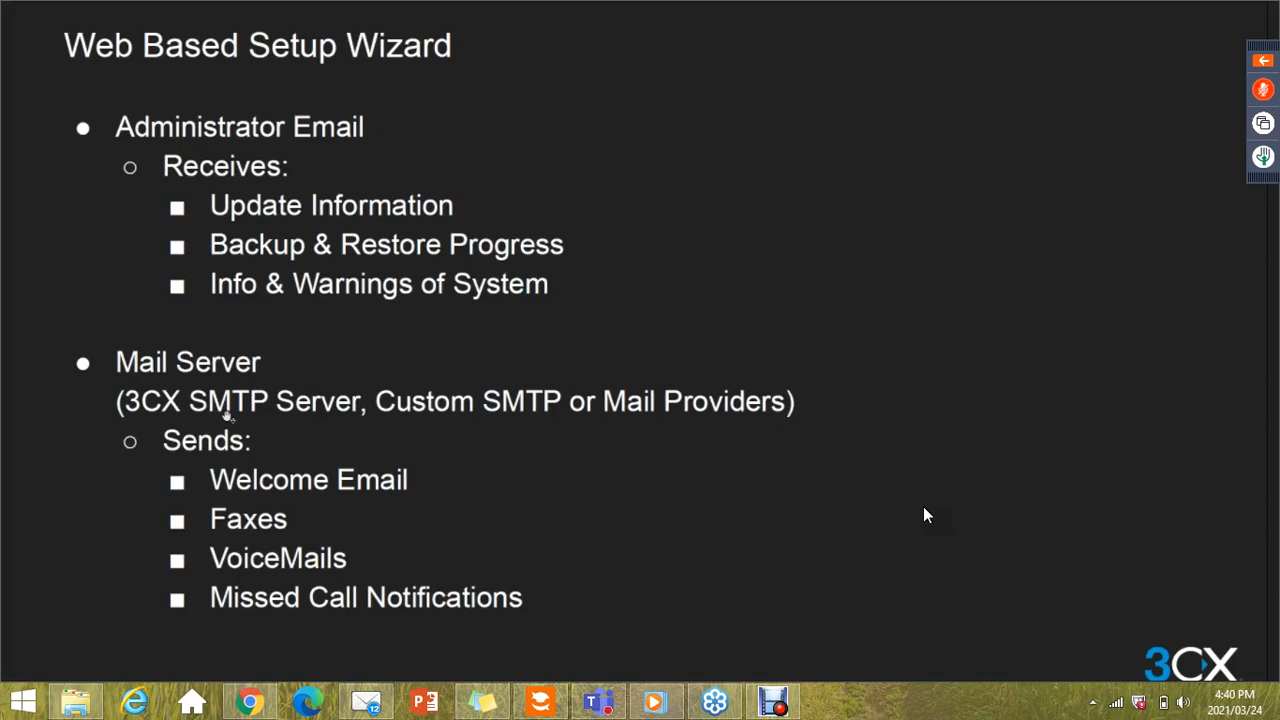 Web Based Setup Wizard
● Administrator Email
○ Receives:
■ Update Information
■ Backup & Restore Progress
■ Info & Warnings of System
● Mail Server
(3CX SMTP Server, Custom SMTP or Mail Providers)
○ Sends:
■ Welcome Email
■ Faxes
■ VoiceMails
■ Missed Call Notifications
3CX
12
4:40 PM
2021/03/24